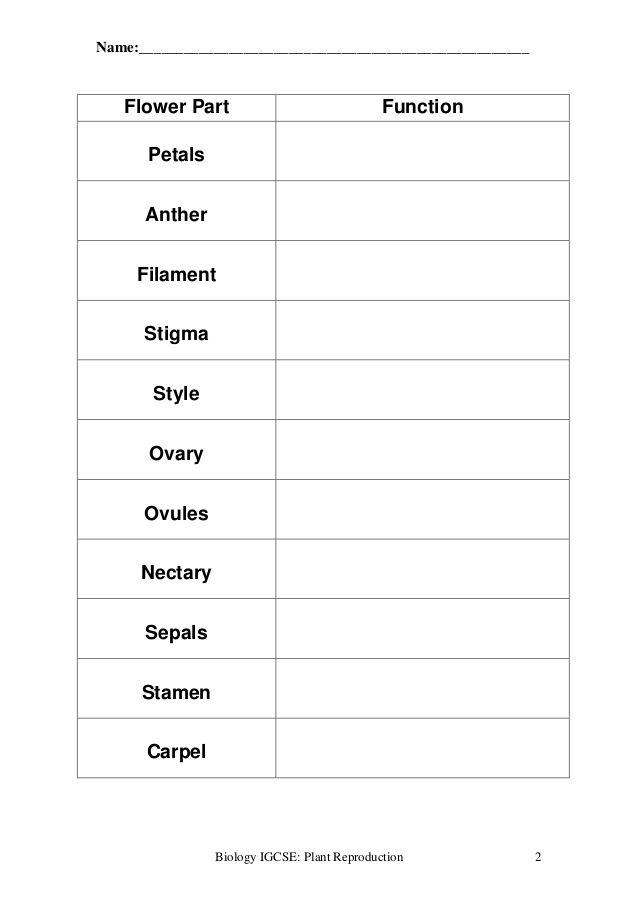 Name:____________________________________________________
Flower Part Function
Petals
Anther
Filament
Stigma
Style
Ovary
Ovules
Nectary
Sepals
Stamen
Carpel
Biology IGCSE: Plant Reproduction 2